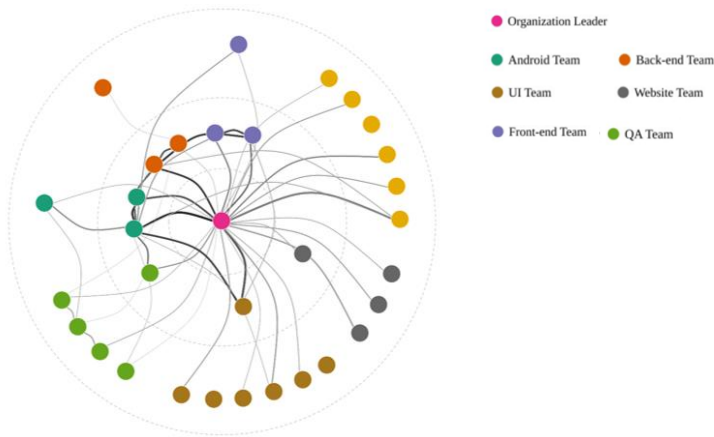 Organization Leader
Android Team
Back-end Team
UI Team
Website Team
Front-end Team
QA Team